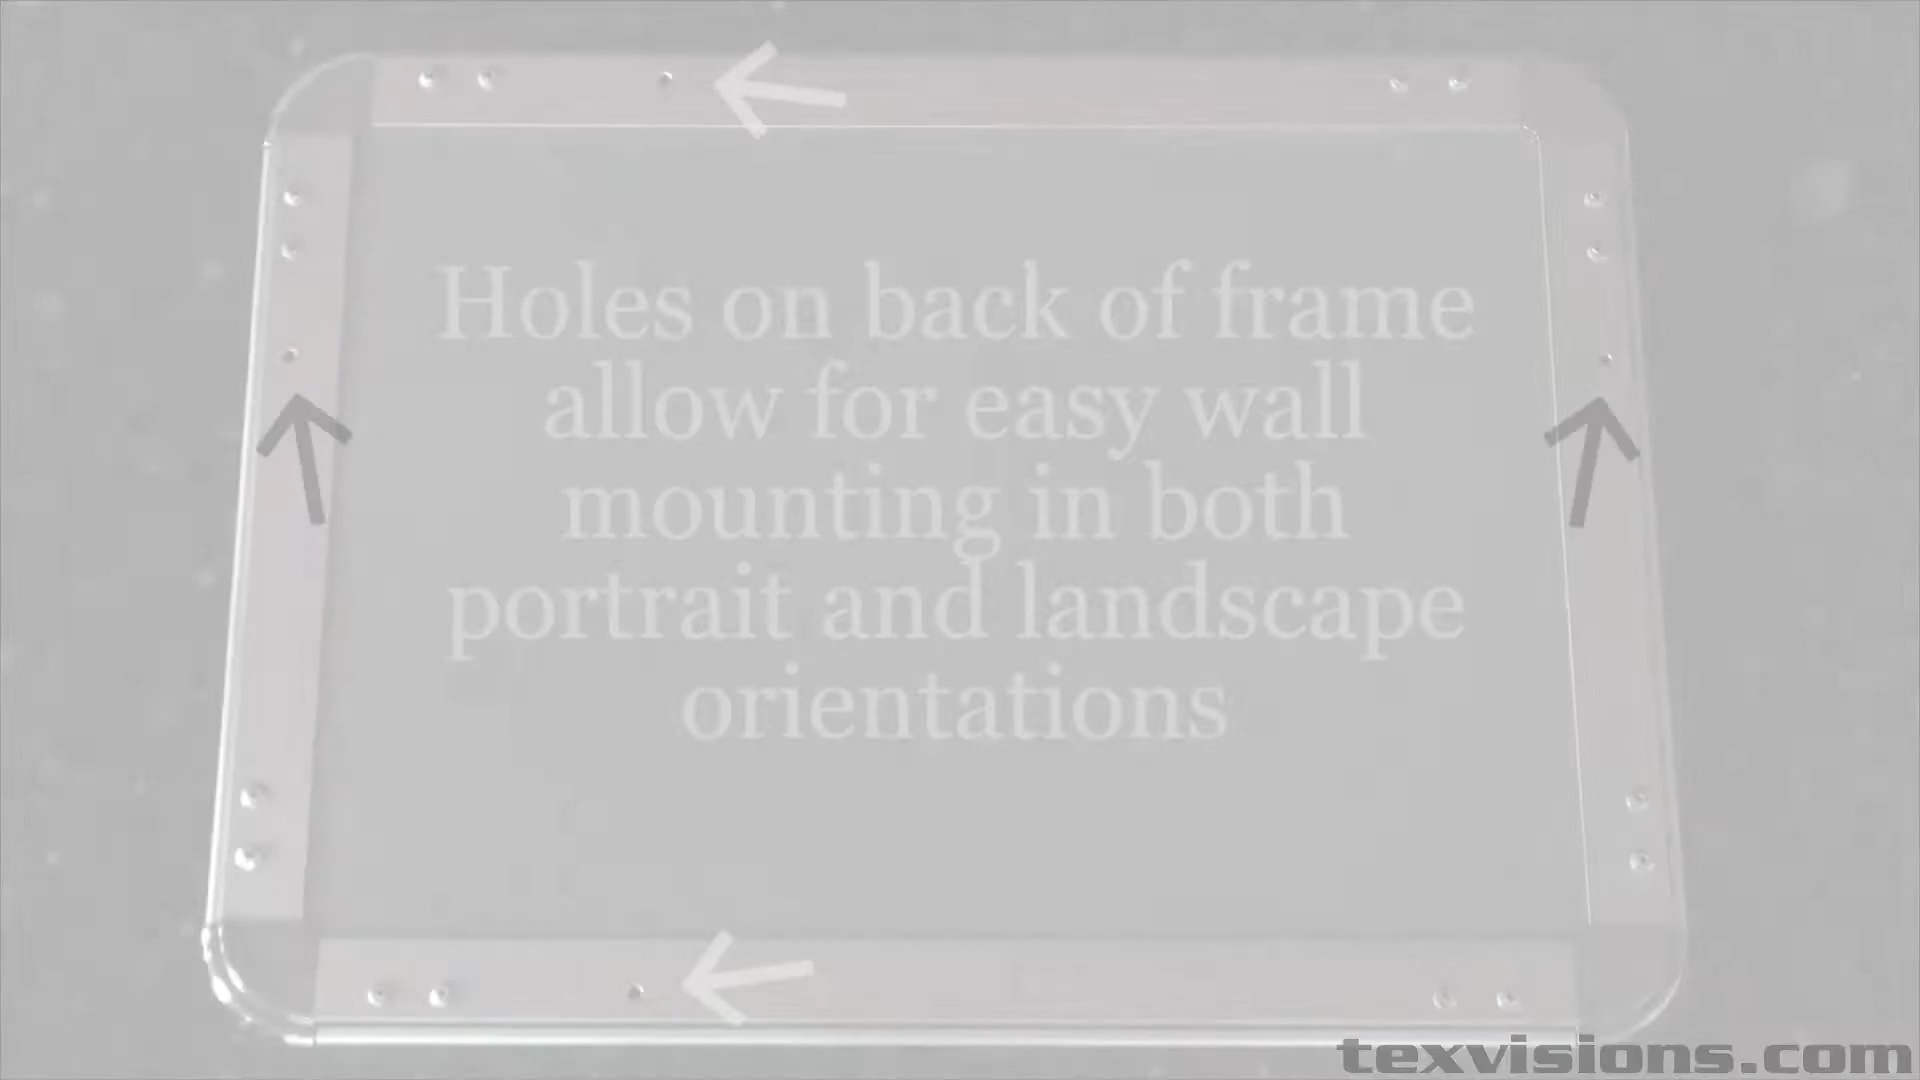 Holes on back of frame
allow for easy wall
mounting in both
portrait and landscape
orientations
texvisions.com